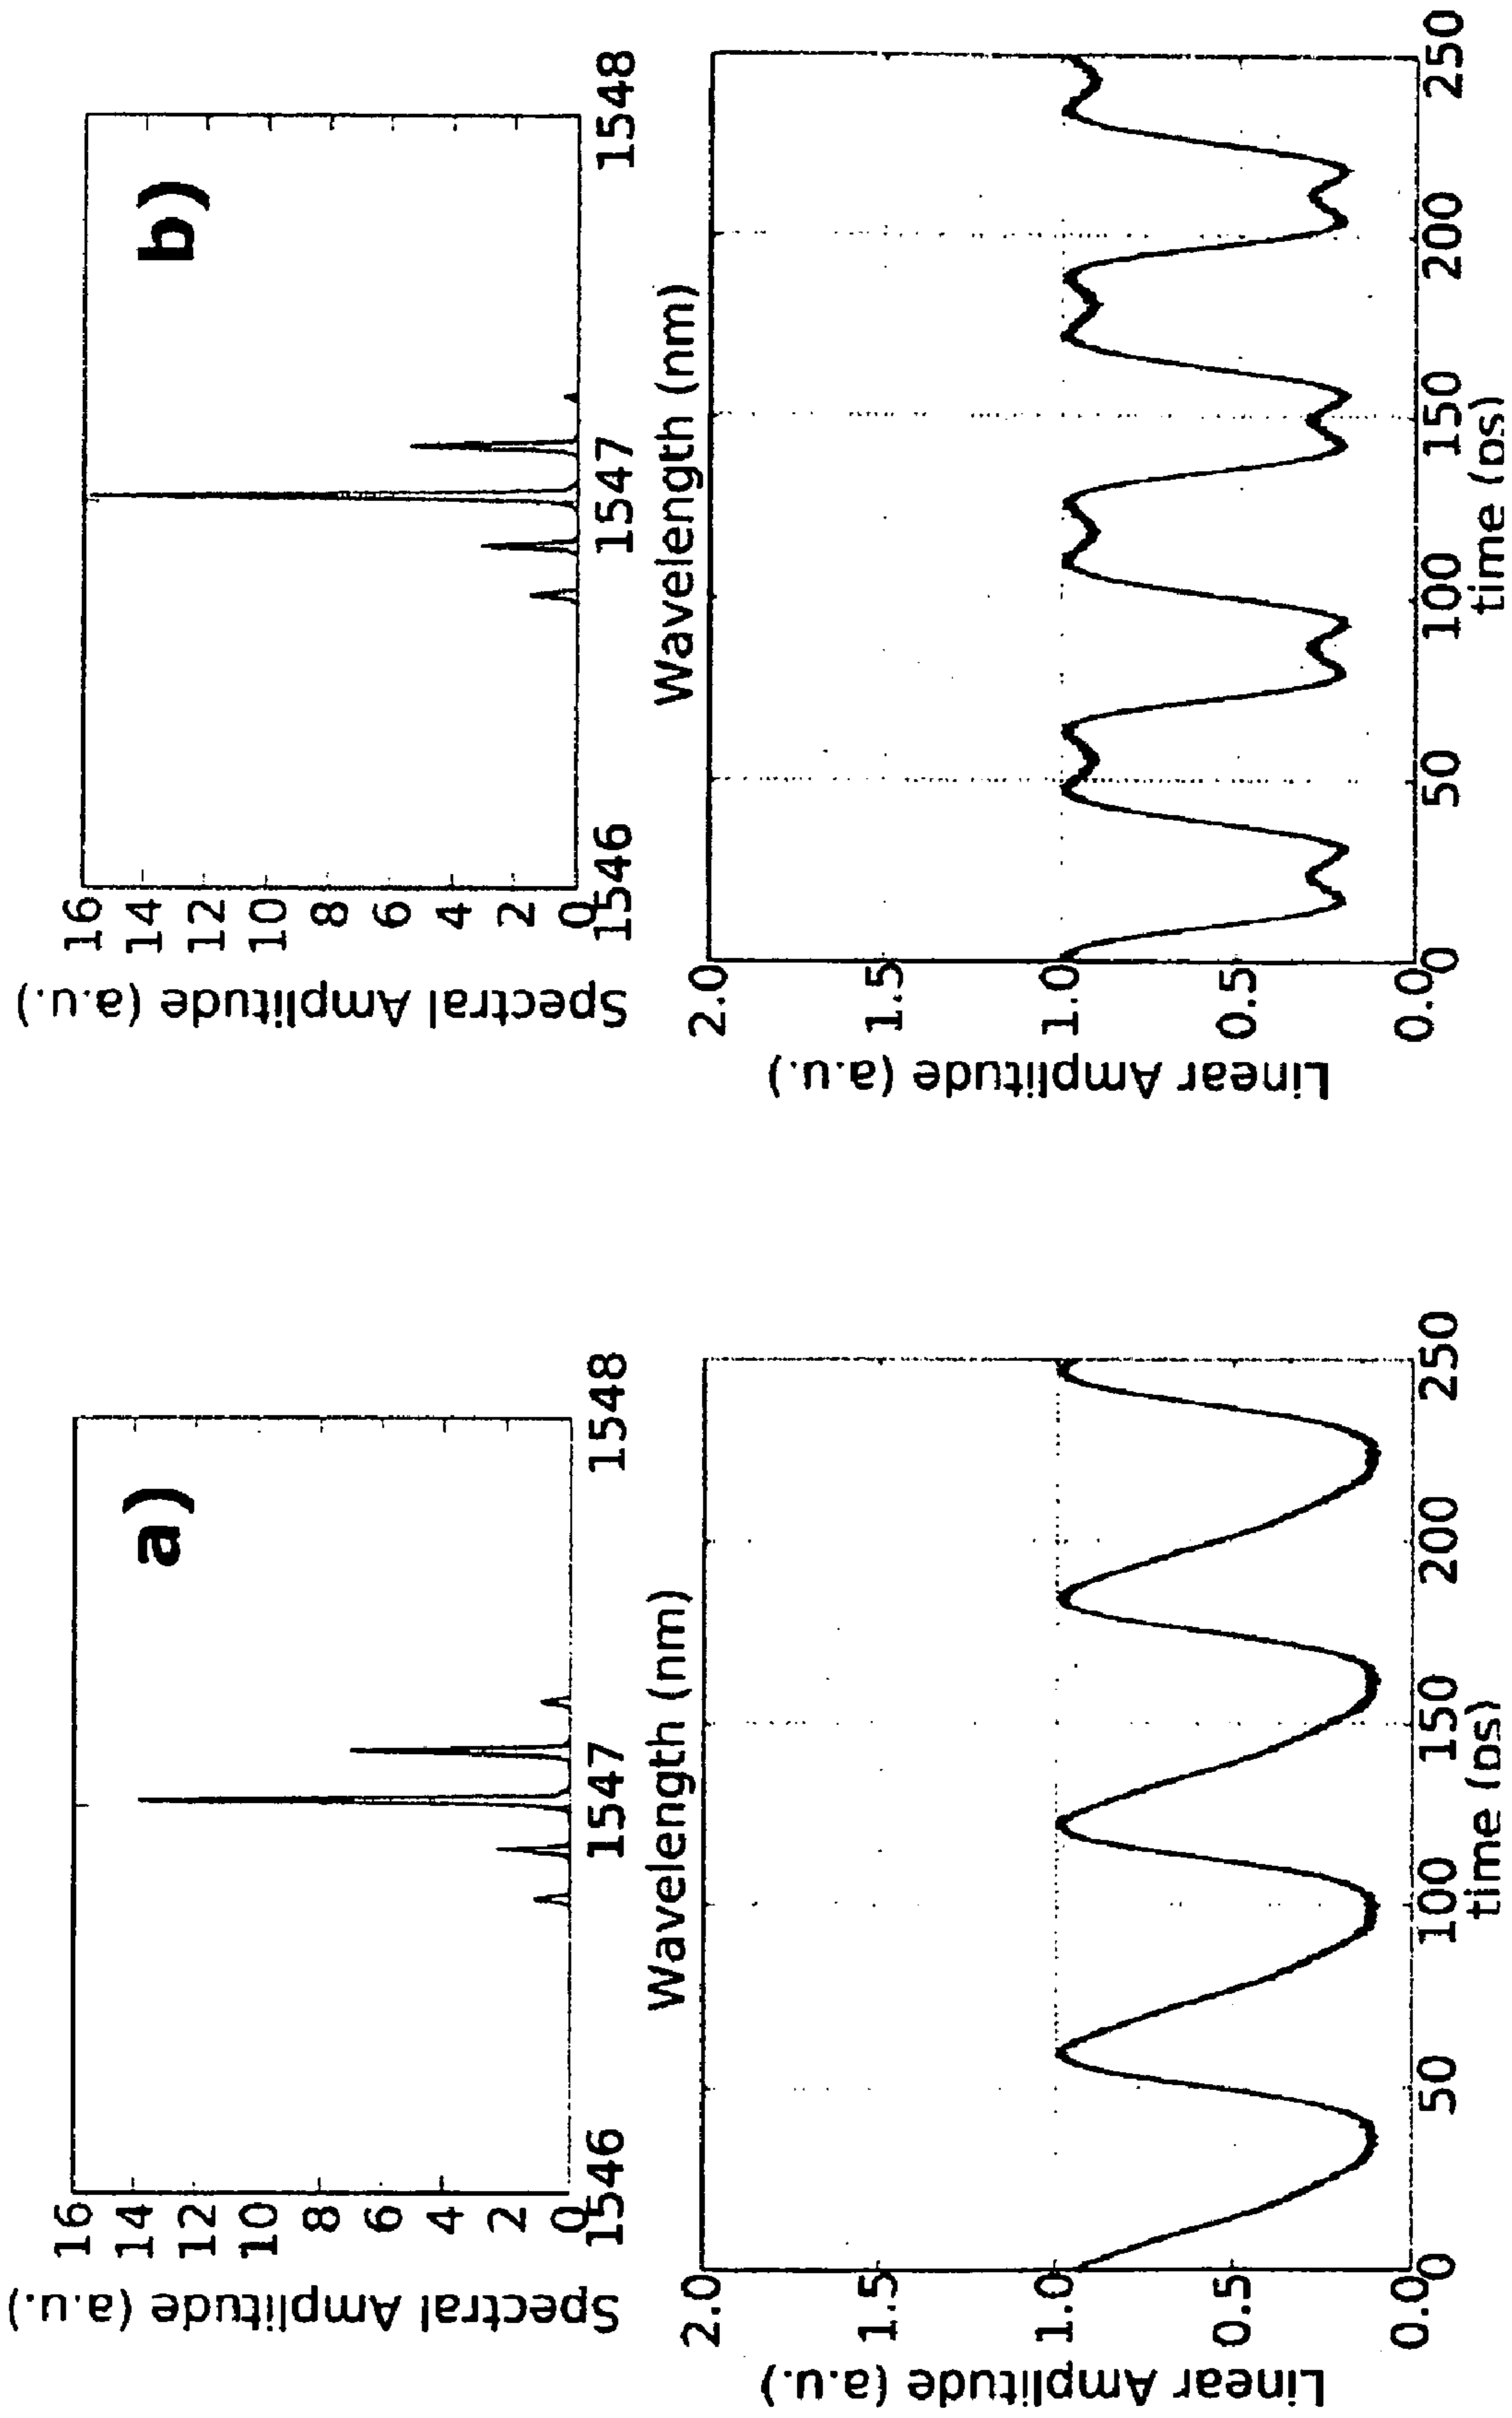 a)
Spectral Amplitude (a.u.)
16
14
12
10
8
6
4
2
0
1546 1547 1548
Wavelength (nm)
Linear Amplitude (a.u.)
2.0
1.5
1.0
0.5
0.0
0 50 100 150 200 250
time (ps)
b)
Spectral Amplitude (a.u.)
16
14
12
10
8
6
4
2
0
1546 1547 1548
Wavelength (nm)
Linear Amplitude (a.u.)
2.0
1.5
1.0
0.5
0.0
0 50 100 150 200 250
time (ps)